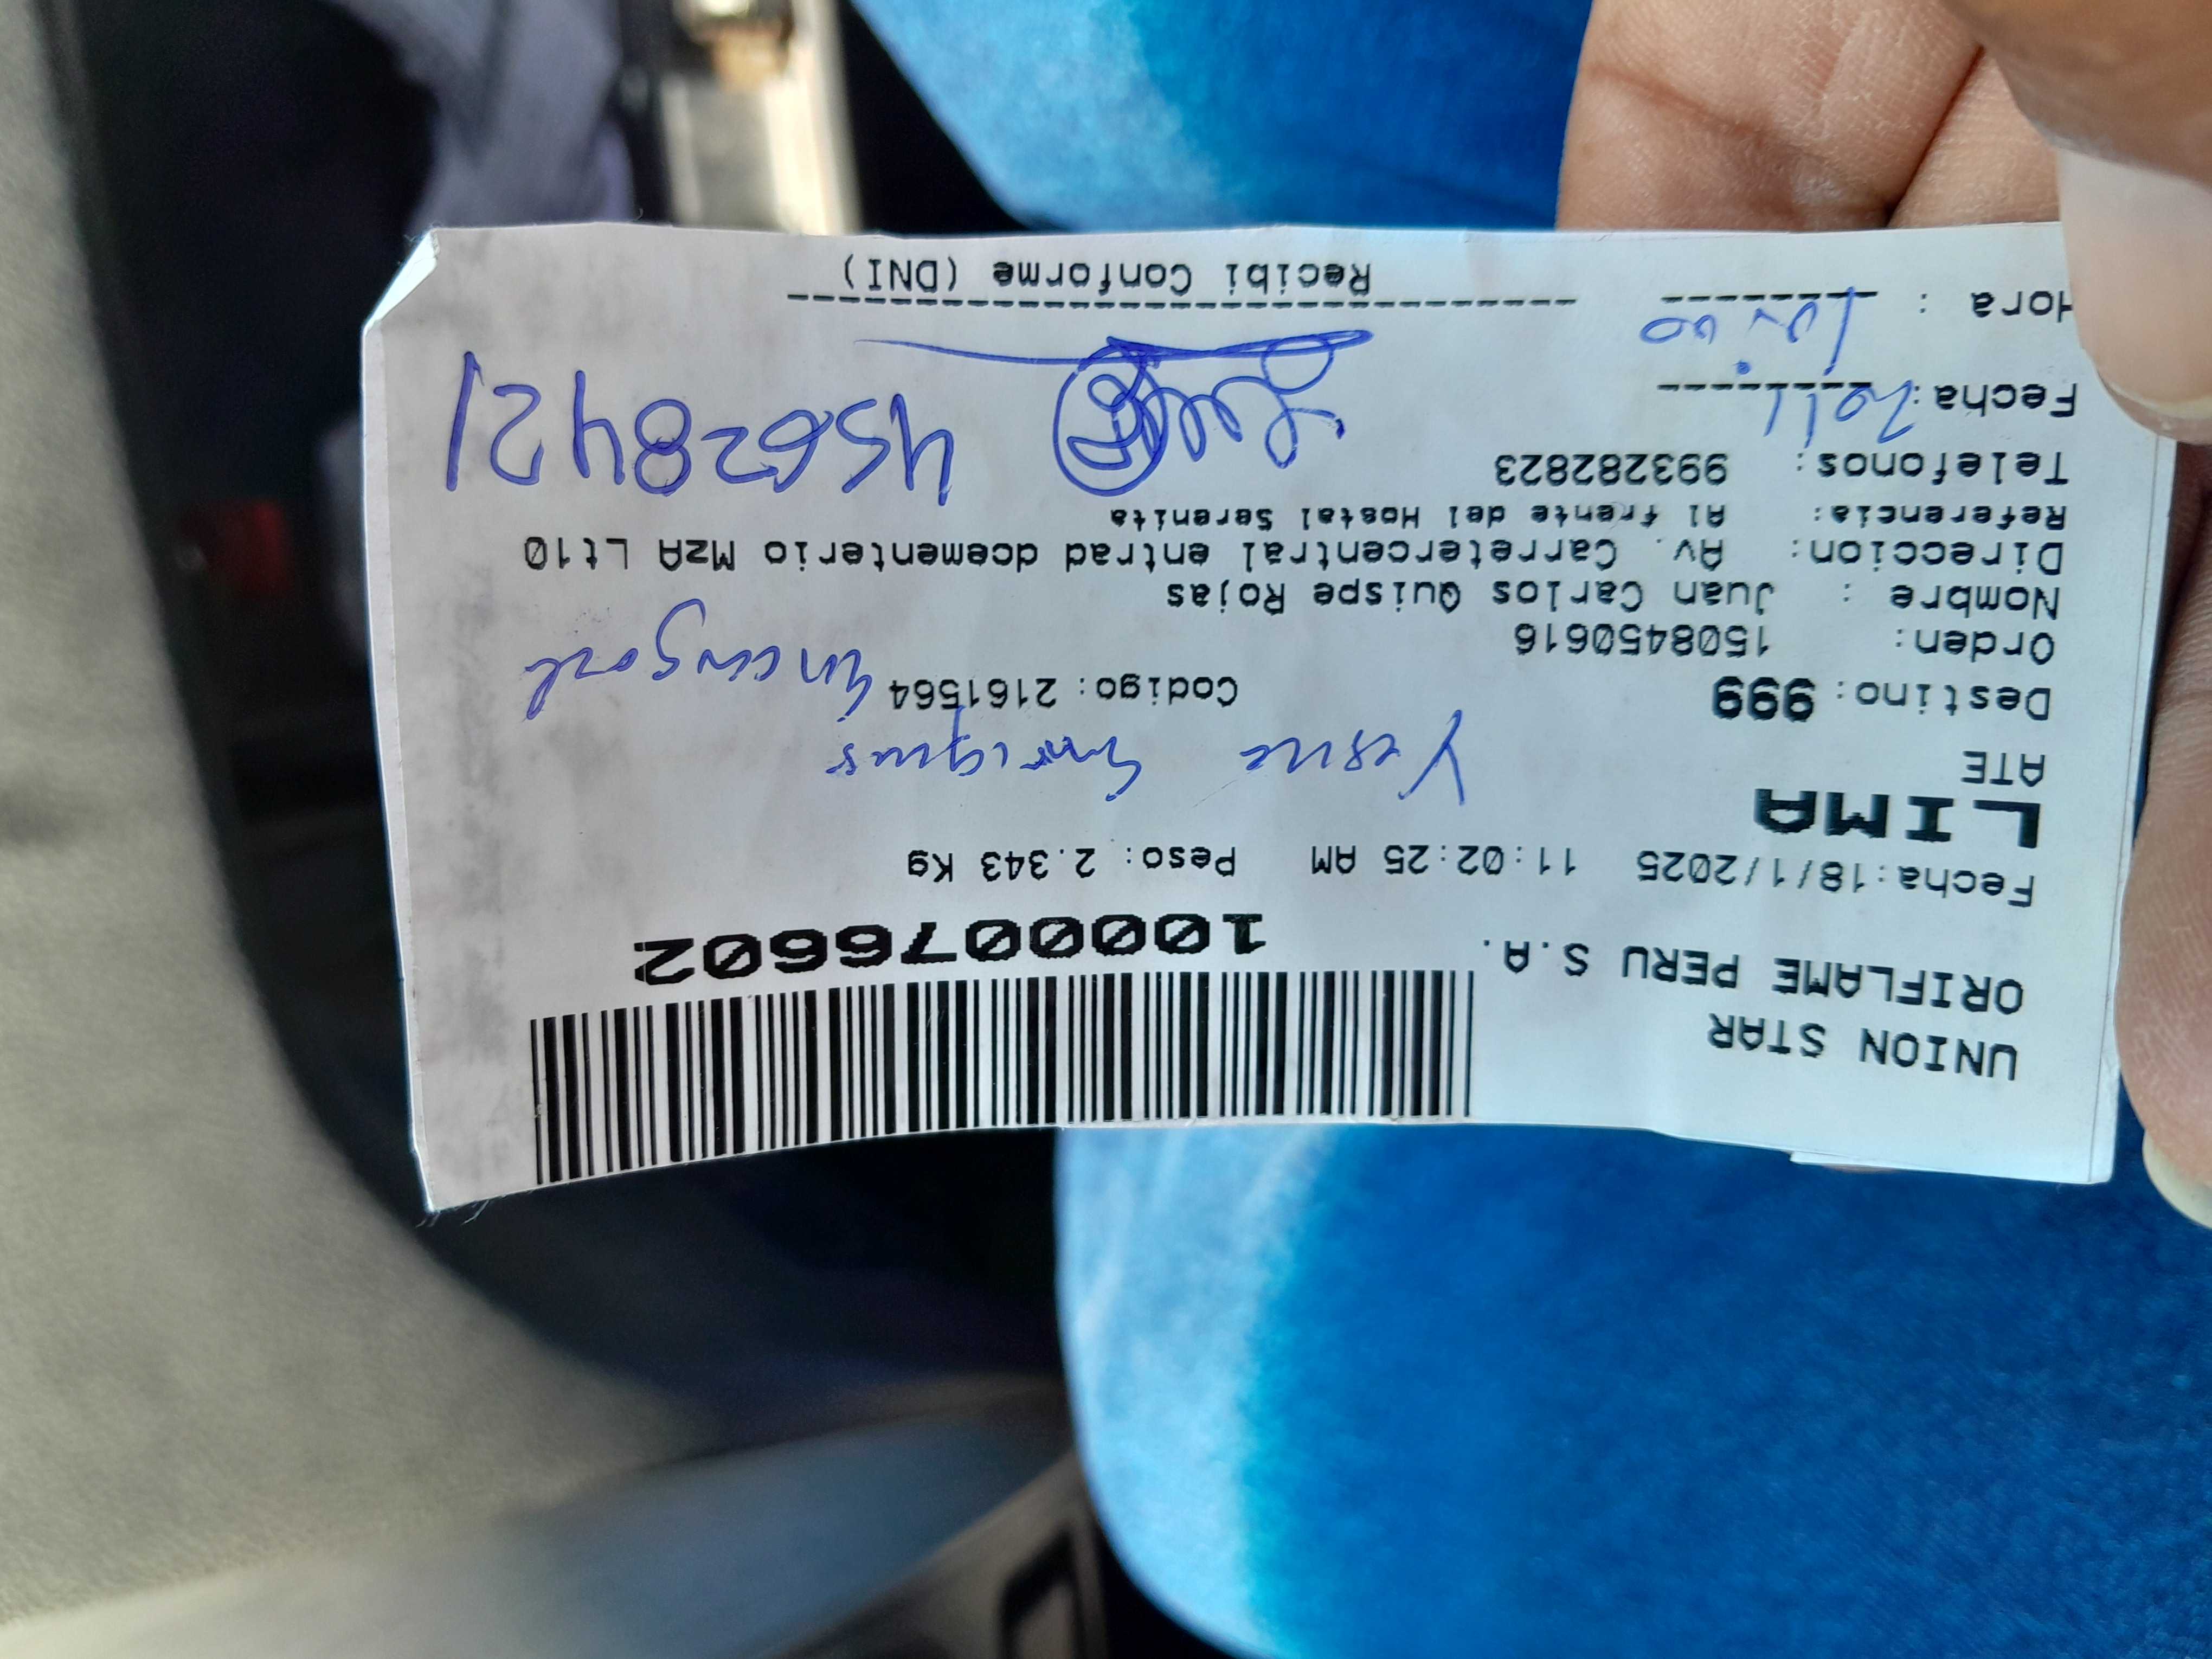 UNION STAR
ORIFLAME PERU S.A.
1000076602
Fecha:18/1/2025 11:02:25 AM Peso: 2.343 Kg
LIMA
ATE
Destino: 999 Codigo: 2161564
Orden: 1508450616
Nombre : Juan Carlos Quispe Rojas
Direccion: Av. Carretercentral entrad dcementerio MzA Lt10
Referencia: Al frente del Hostal Serenita
Telefonos: 993282823
Fecha:
45628421
Hora :
Recibi Conforme (DNI)